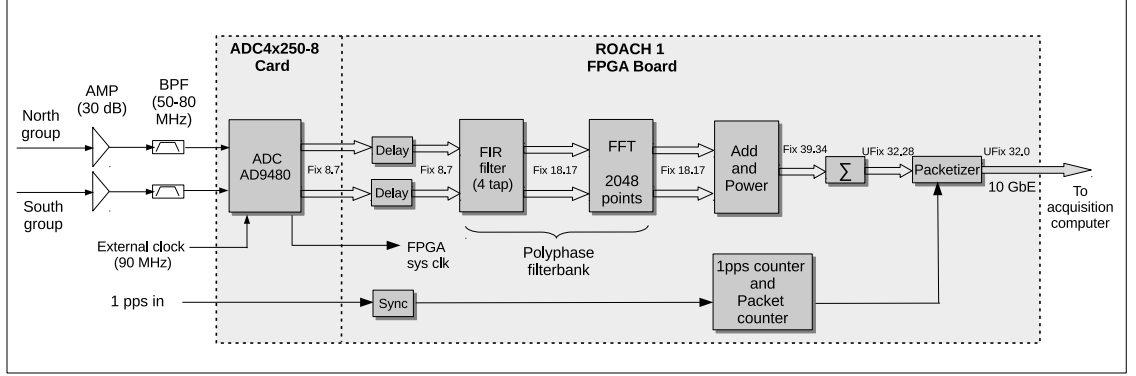 ADC4x250-8
Card
ROACH 1
FPGA Board
AMP
(30 dB)
BPF
(50-80
MHz)
North
group
South
group
ADC
AD9480
Fix 8.7
Delay
Delay
Fix 8.7
FIR
filter
(4 tap)
Fix 18.17
FFT
2048
points
Fix 18.17
Add
and
Power
Fix 39.34
Σ
UFix 32.28
Packetizer
UFix 32.0
10 GbE
To
acquisition
computer
External clock
(90 MHz)
FPGA
sys clk
Polyphase
filterbank
1 pps in
Sync
1pps counter
and
Packet
counter